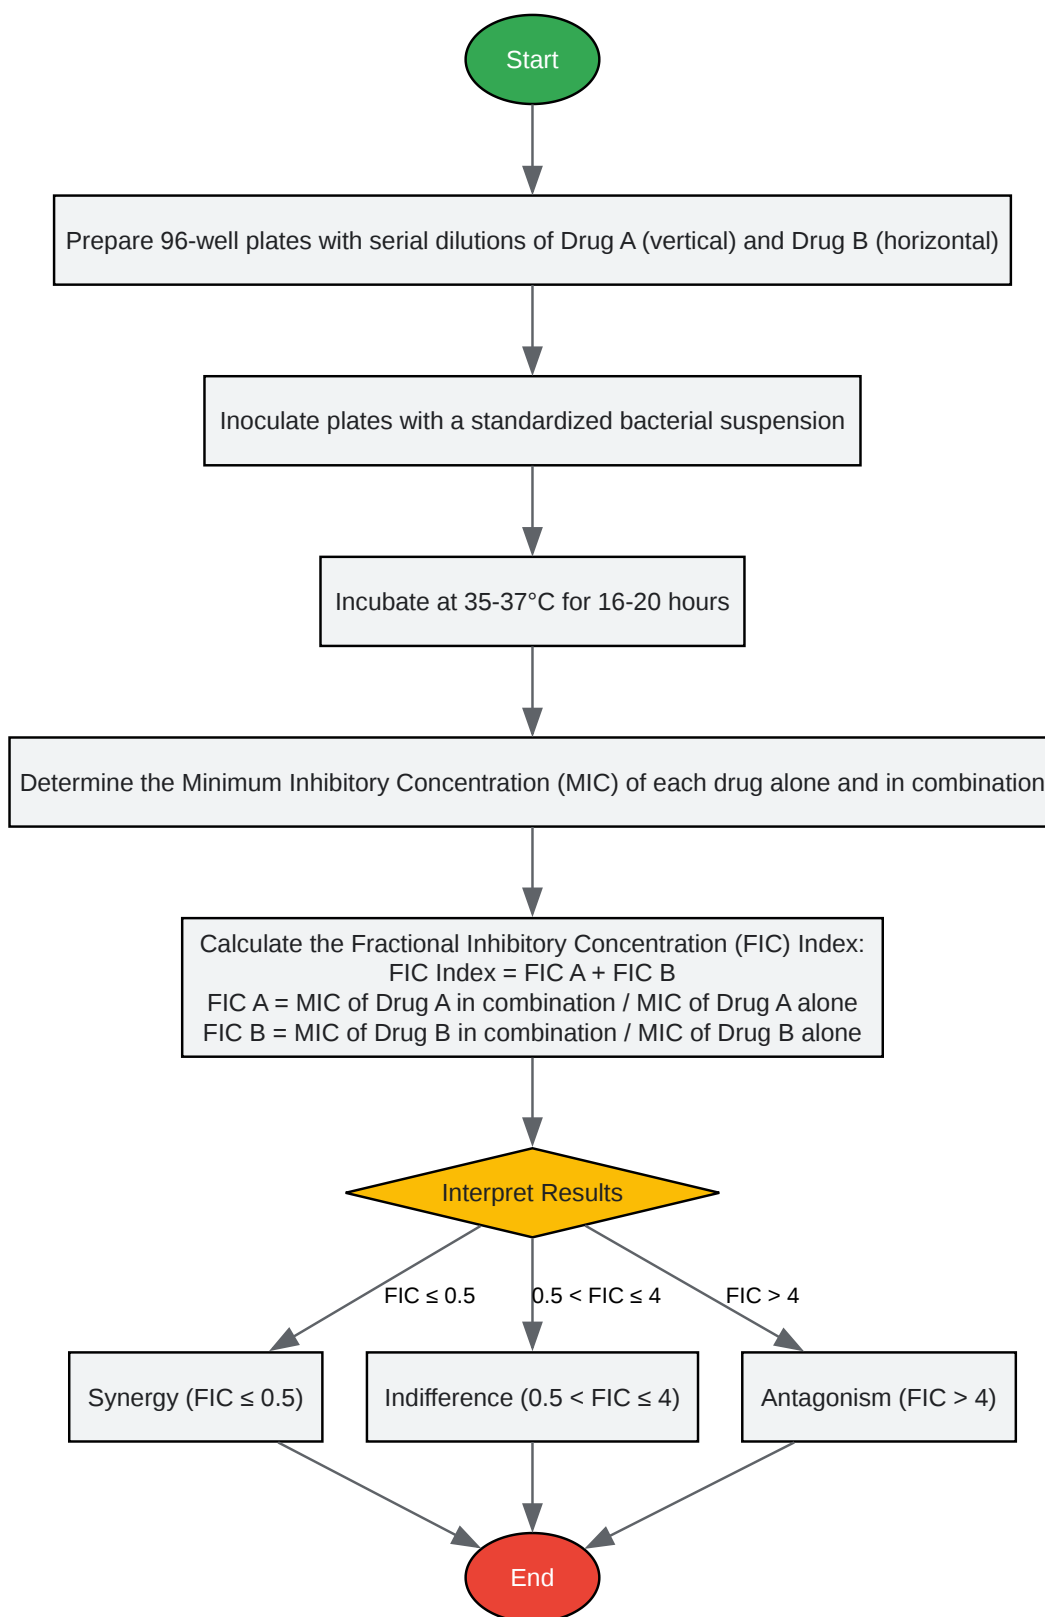 Start
Prepare 96-well plates with serial dilutions of Drug A (vertical) and Drug B (horizontal)
Inoculate plates with a standardized bacterial suspension
Incubate at 35-37°C for 16-20 hours
Determine the Minimum Inhibitory Concentration (MIC) of each drug alone and in combination
Calculate the Fractional Inhibitory Concentration (FIC) Index:
FIC Index = FIC A + FIC B
FIC A = MIC of Drug A in combination / MIC of Drug A alone
FIC B = MIC of Drug B in combination / MIC of Drug B alone
Interpret Results
FIC ≤ 0.5
0.5 < FIC ≤ 4
FIC > 4
Synergy (FIC ≤ 0.5)
Indifference (0.5 < FIC ≤ 4)
Antagonism (FIC > 4)
End